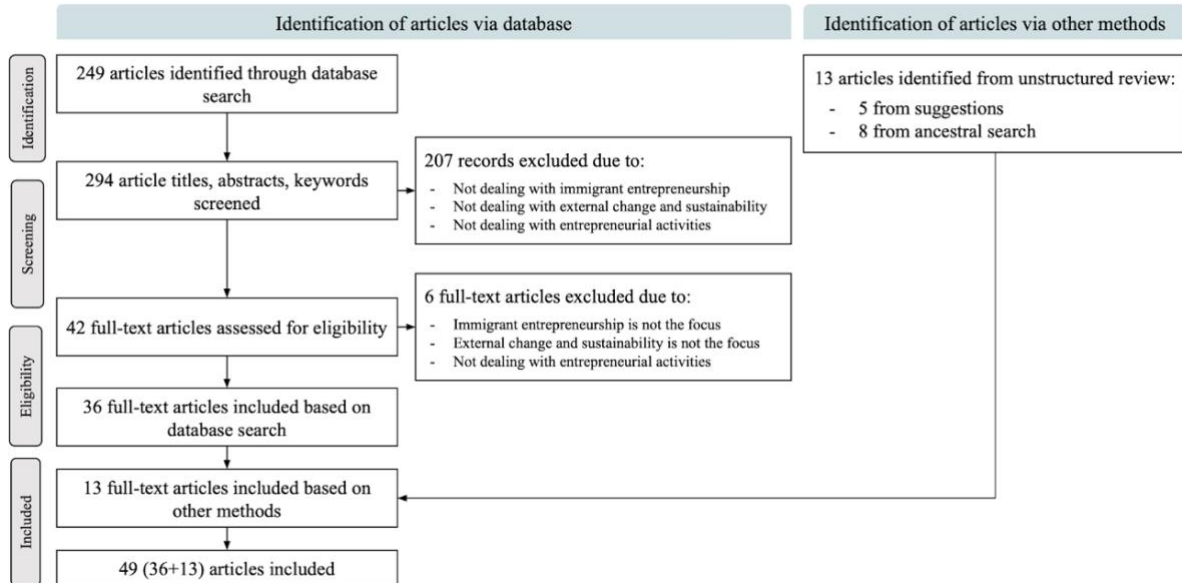 Identification of articles via database
Identification of articles via other methods
Identification
249 articles identified through database
search
13 articles identified from unstructured review:
- 5 from suggestions
- 8 from ancestral search
Screening
294 article titles, abstracts, keywords
screened
207 records excluded due to:
- Not dealing with immigrant entrepreneurship
- Not dealing with external change and sustainability
- Not dealing with entrepreneurial activities
Eligibility
42 full-text articles assessed for eligibility
6 full-text articles excluded due to:
- Immigrant entrepreneurship is not the focus
- External change and sustainability is not the focus
- Not dealing with entrepreneurial activities
36 full-text articles included based on
database search
Included
13 full-text articles included based on
other methods
49 (36+13) articles included